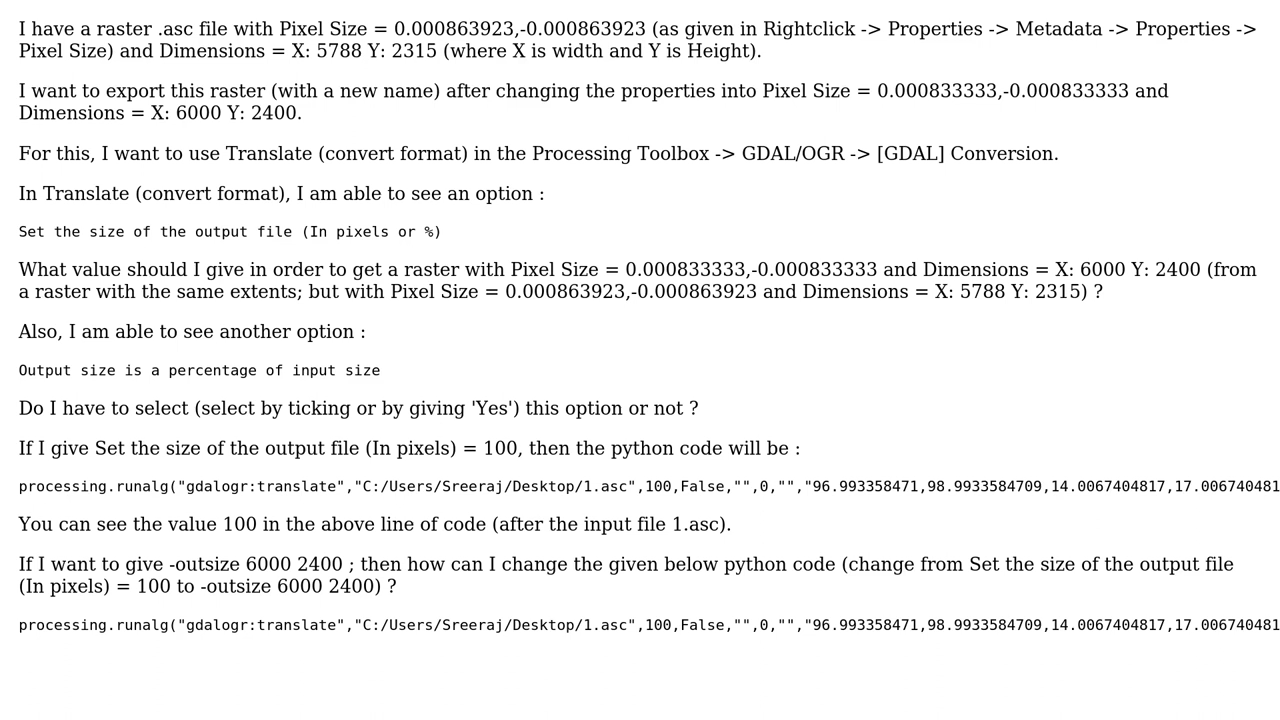 I have a raster .asc file with Pixel Size = 0.000863923,-0.000863923 (as given in Rightclick -> Properties -> Metadata -> Properties ->
Pixel Size) and Dimensions = X: 5788 Y: 2315 (where X is width and Y is Height).
I want to export this raster (with a new name) after changing the properties into Pixel Size = 0.000833333,-0.000833333 and
Dimensions = X: 6000 Y: 2400.
For this, I want to use Translate (convert format) in the Processing Toolbox -> GDAL/OGR -> [GDAL] Conversion.
In Translate (convert format), I am able to see an option :
Set the size of the output file (In pixels or %)
What value should I give in order to get a raster with Pixel Size = 0.000833333,-0.000833333 and Dimensions = X: 6000 Y: 2400 (from
a raster with the same extents; but with Pixel Size = 0.000863923,-0.000863923 and Dimensions = X: 5788 Y: 2315) ?
Also, I am able to see another option :
Output size is a percentage of input size
Do I have to select (select by ticking or by giving 'Yes') this option or not ?
If I give Set the size of the output file (In pixels) = 100, then the python code will be :
processing.runalg("gdalogr:translate","C:/Users/Sreeraj/Desktop/1.asc",100,False,"",0,"","96.993358471,98.9933584709,14.0067404817,17.006740481
You can see the value 100 in the above line of code (after the input file 1.asc).
If I want to give -outsize 6000 2400 ; then how can I change the given below python code (change from Set the size of the output file
(In pixels) = 100 to -outsize 6000 2400) ?
processing.runalg("gdalogr:translate","C:/Users/Sreeraj/Desktop/1.asc",100,False,"",0,"","96.993358471,98.9933584709,14.0067404817,17.006740481